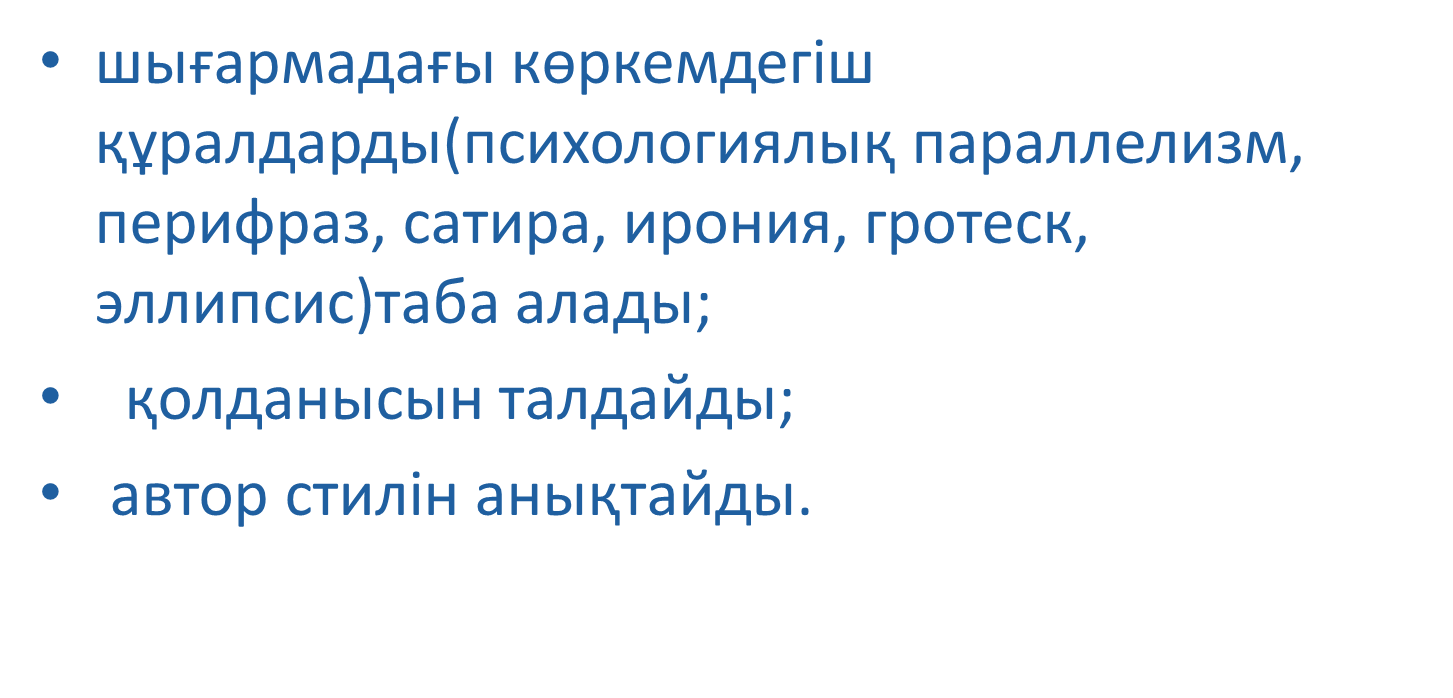 • шығармадағы көркемдегіш
құралдарды(психологиялық параллелизм,
перифраз, сатира, ирония, гротеск,
эллипсис)таба алады;
• қолданысын талдайды;
• автор стилін анықтайды.